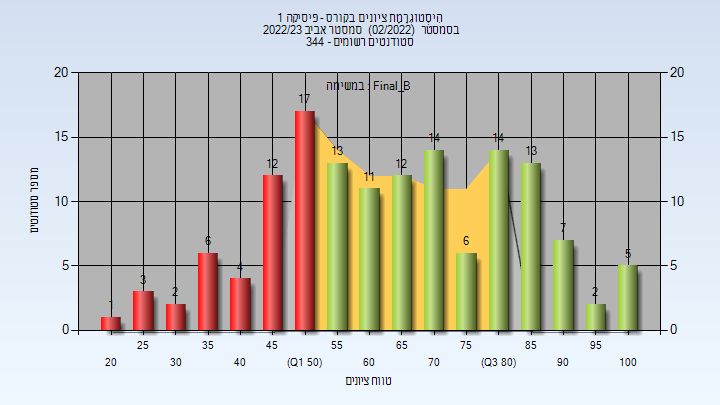 היסטוגרמת ציונים בקורס - פיסיקה 1
בסמסטר (02/2022) סמסטר אביב 2022/23
סטודנטים רשומים - 344
במשימה : Final_B
מספר סטודנטים
20 20
15 15
10 10
5 5
0 0
1 3 2 6 4 12 17 13 11 12 14 6 14 13 7 2 5
25 35 45 55 65 75 85 95
20 30 40 (Q1 50) 60 70 (Q3 80) 90 100
טווח ציונים